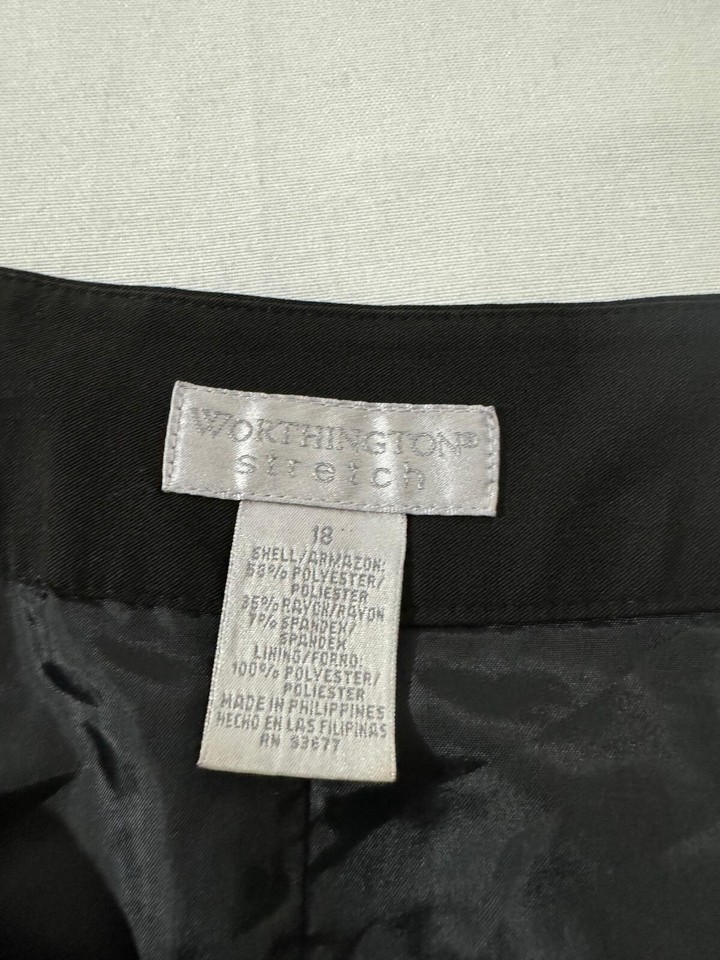 WORTHINGTON®
stretch
18
SHELL/ARMAZON:
58% POLYESTER/
POLIESTER
35% RAYON/RAYON
7% SPANDEX/
SPANDEX
LINING/FORRO:
100% POLYESTER/
POLIESTER
MADE IN PHILIPPINES
HECHO EN LAS FILIPINAS
RN 93677